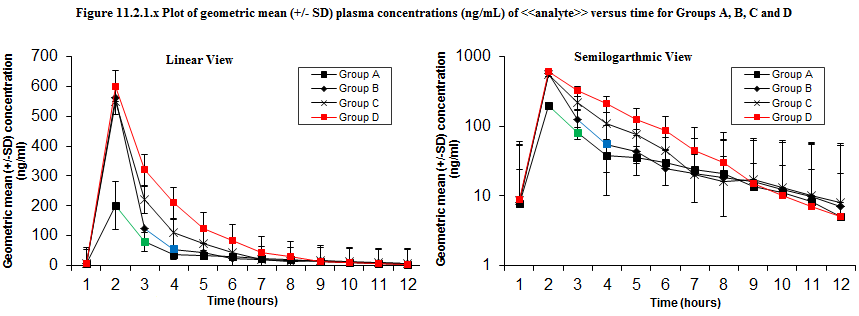 Figure 11.2.1.x Plot of geometric mean (+/- SD) plasma concentrations (ng/mL) of <<analyte>> versus time for Groups A, B, C and D
Linear View
Geometric mean (+/-SD) concentration
(ng/ml)
700
600
500
400
300
200
100
0
Group A
Group B
Group C
Group D
1 2 3 4 5 6 7 8 9 10 11 12
Time (hours)
Semilogarthmic View
Geometric mean (+/-SD) concentration
(ng/ml)
1000
100
10
1
Group A
Group B
Group C
Group D
1 2 3 4 5 6 7 8 9 10 11 12
Time (hours)